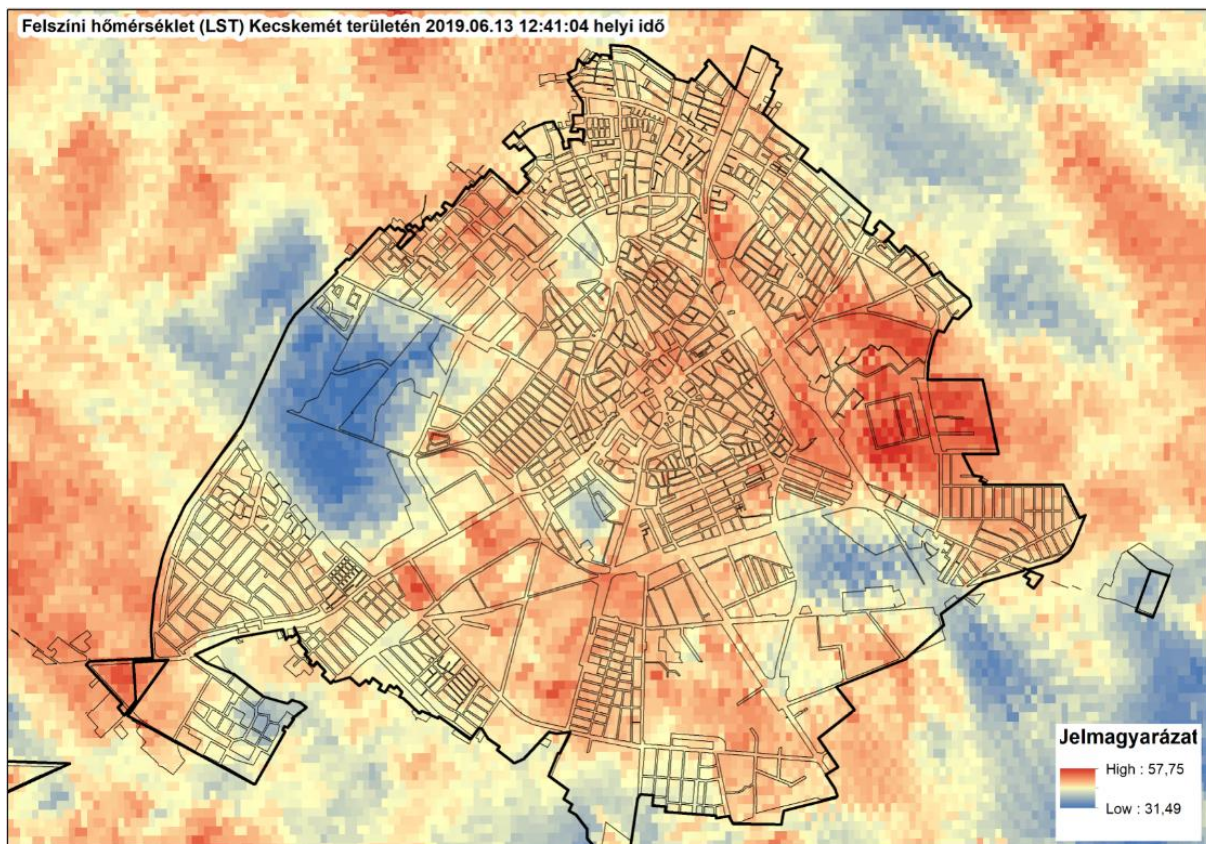 Felszíni hőmérséklet (LST) Kecskemét területén 2019.06.13 12:41:04 helyi idő
Jelmagyarázat
High : 57,75
Low : 31,49